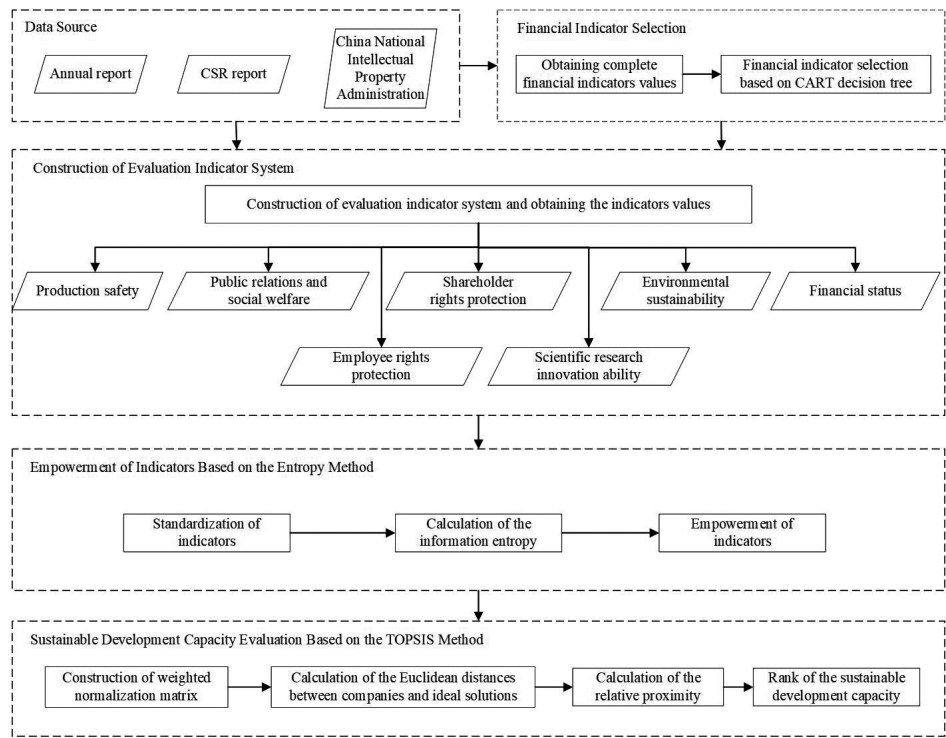 Data Source
Annual report
CSR report
China National
Intellectual
Property
Administration
Financial Indicator Selection
Obtaining complete
financial indicators values
Financial indicator selection
based on CART decision tree
Construction of Evaluation Indicator System
Construction of evaluation indicator system and obtaining the indicators values
Production safety
Public relations and
social welfare
Shareholder
rights protection
Environmental
sustainability
Financial status
Employee rights
protection
Scientific research
innovation ability
Empowerment of Indicators Based on the Entropy Method
Standardization of
indicators
Calculation of the
information entropy
Empowerment of
indicators
Sustainable Development Capacity Evaluation Based on the TOPSIS Method
Construction of weighted
normalization matrix
Calculation of the Euclidean distances
between companies and ideal solutions
Calculation of the
relative proximity
Rank of the sustainable
development capacity